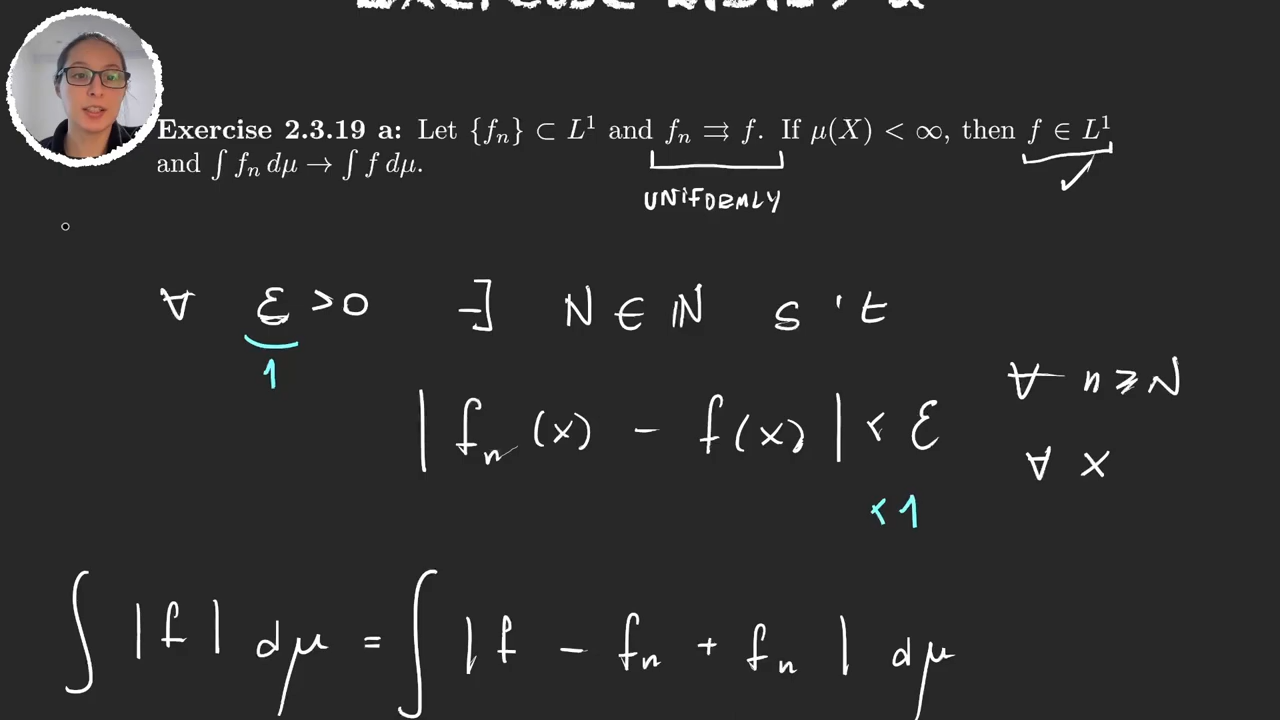 Exercise 2.3.19 a: Let {fₙ} ⊂ L¹ and fₙ ⇉ f. If μ(X) < ∞, then f ∈ L¹
and ∫ fₙ dμ → ∫ f dμ.
UNIFORMLY ✓
∀ ε > 0 ∃ N ∈ ℕ s't
1
∀ n ≥ N
| fₙ(x) - f(x) | < ε
∀ x
< 1
∫ |f| dμ = ∫ |f - fₙ + fₙ| dμ